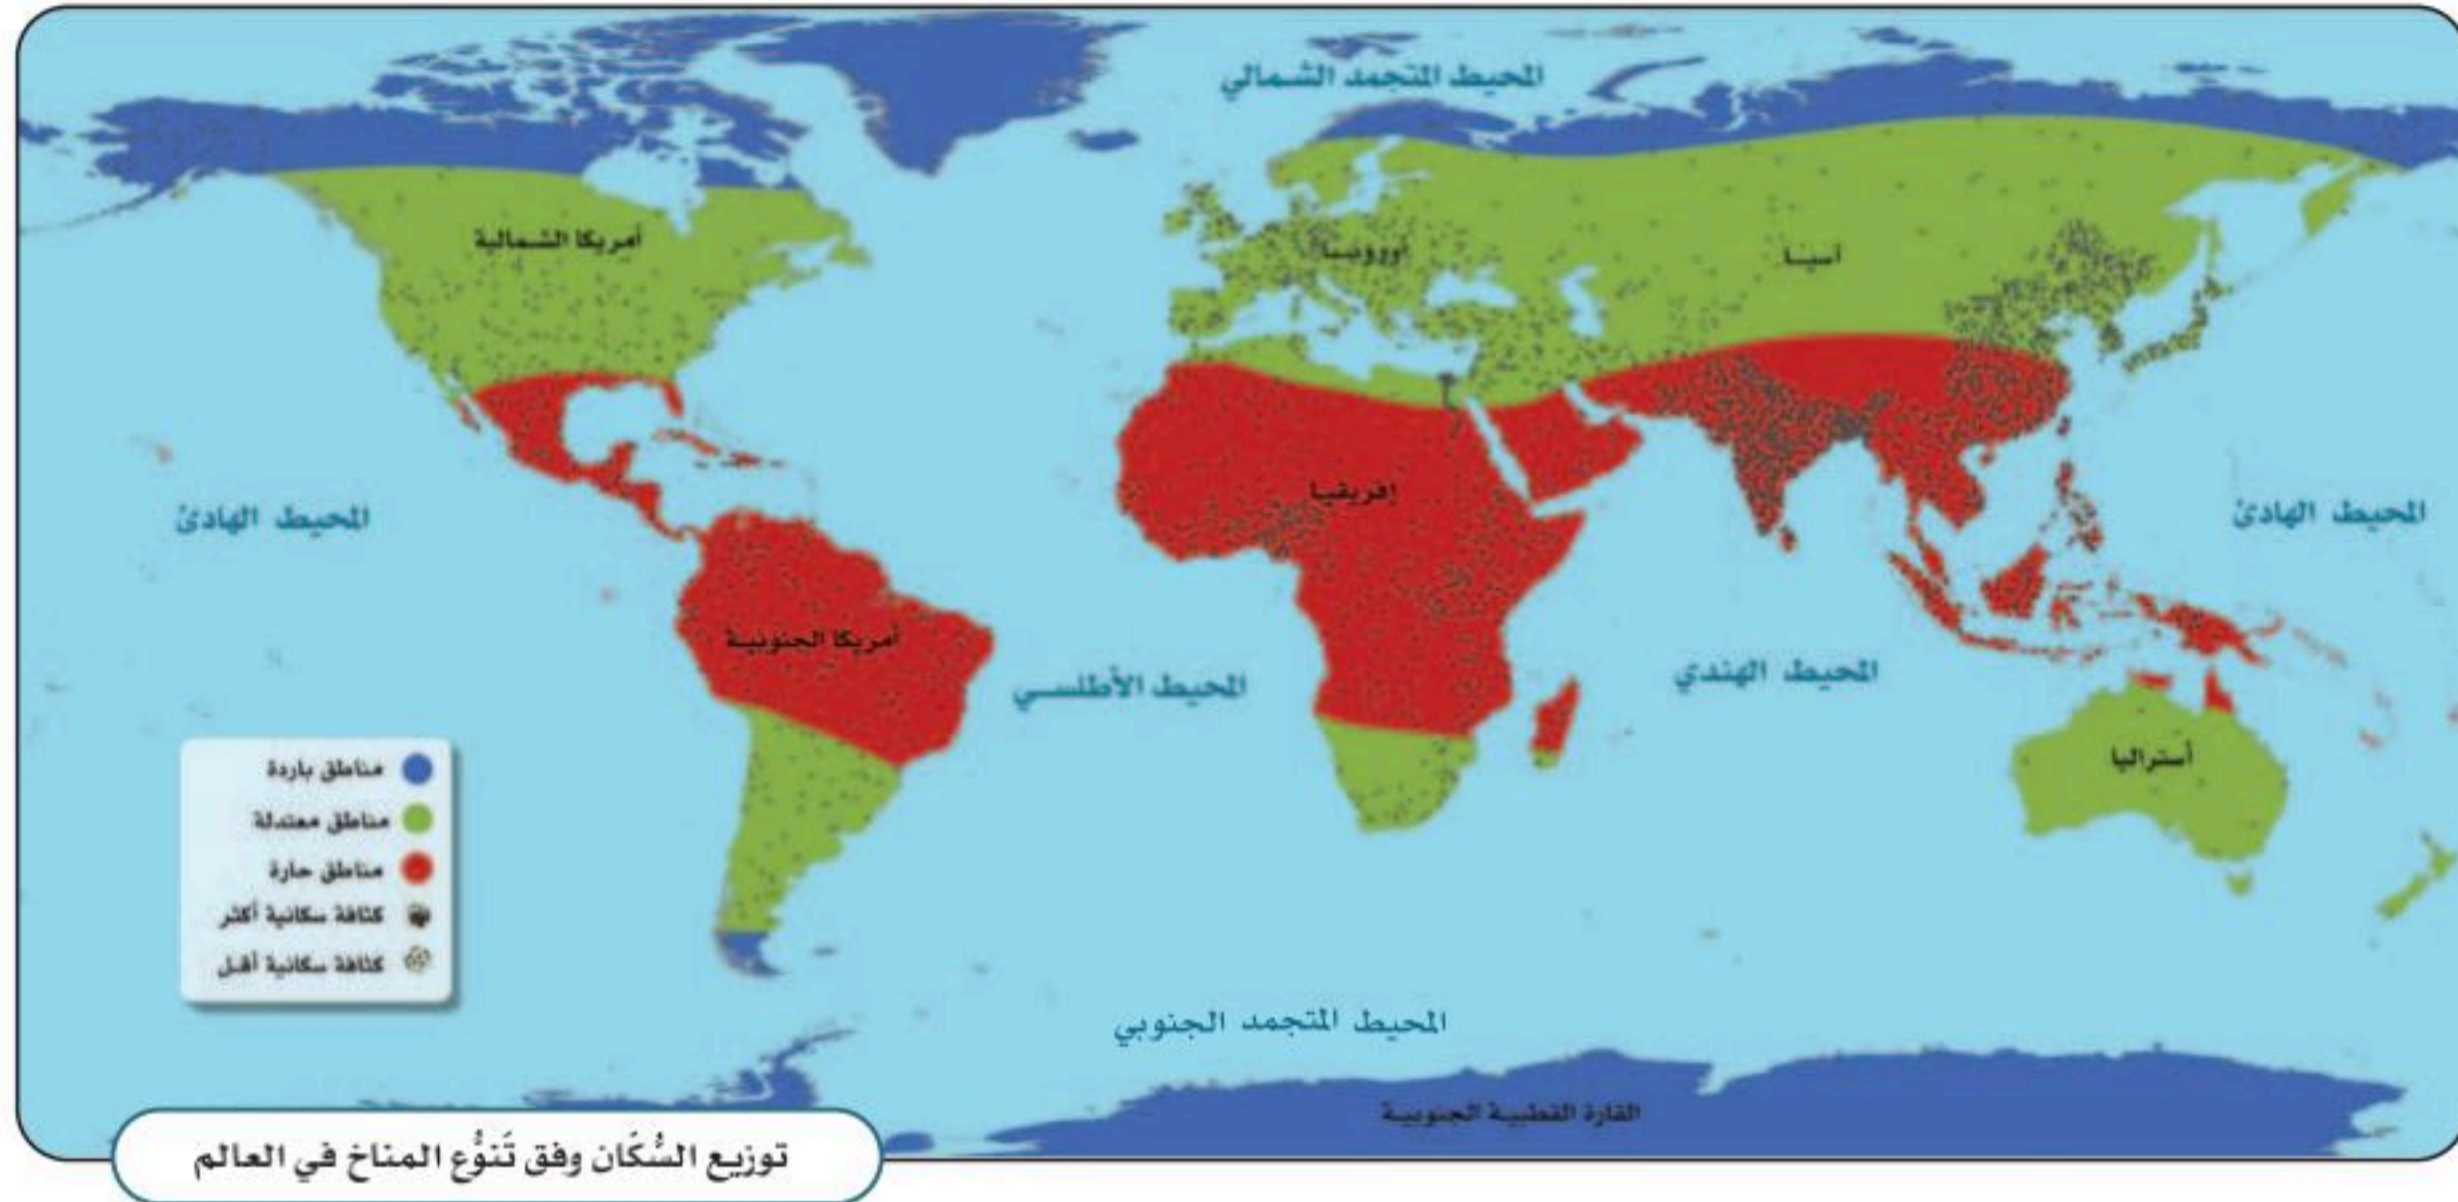 المحيط المتجمد الشمالي
أمريكا الشمالية
أوروبا
آسيا
المحيط الهادئ
إفريقيا
المحيط الهادئ
أمريكا الجنوبية
المحيط الأطلسي
المحيط الهندي
أستراليا
مناطق باردة
مناطق معتدلة
مناطق حارة
كثافة سكانية أكثر
كثافة سكانية أقل
المحيط المتجمد الجنوبي
القارة القطبية الجنوبية
توزيع السُّكَّان وفق تَنوُّع المناخ في العالم